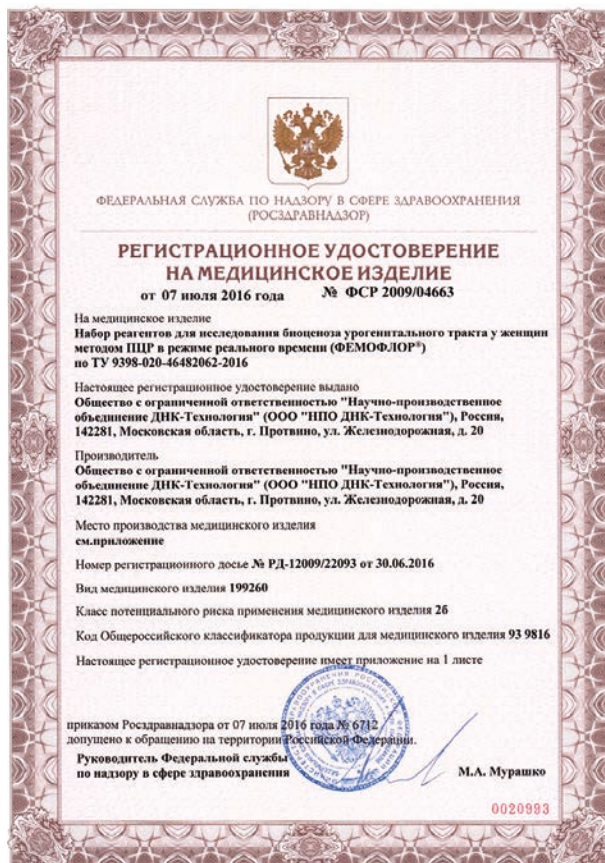 ФЕДЕРАЛЬНАЯ СЛУЖБА ПО НАДЗОРУ В СФЕРЕ ЗДРАВООХРАНЕНИЯ
(РОСЗДРАВНАДЗОР)
РЕГИСТРАЦИОННОЕ УДОСТОВЕРЕНИЕ
НА МЕДИЦИНСКОЕ ИЗДЕЛИЕ
от 07 июля 2016 года № ФСР 2009/04663
На медицинское изделие
Набор реагентов для исследования биоценоза урогенитального тракта у женщин
методом ПЦР в режиме реального времени (ФЕМОФЛОР®)
по ТУ 9398-020-46482062-2016
Настоящее регистрационное удостоверение выдано
Общество с ограниченной ответственностью "Научно-производственное
объединение ДНК-Технология" (ООО "НПО ДНК-Технология"), Россия,
142281, Московская область, г. Протвино, ул. Железнодорожная, д. 20
Производитель
Общество с ограниченной ответственностью "Научно-производственное
объединение ДНК-Технология" (ООО "НПО ДНК-Технология"), Россия,
142281, Московская область, г. Протвино, ул. Железнодорожная, д. 20
Место производства медицинского изделия
см.приложение
Номер регистрационного досье № РД-12009/22093 от 30.06.2016
Вид медицинского изделия 199260
Класс потенциального риска применения медицинского изделия 2б
Код Общероссийского классификатора продукции для медицинского изделия 93 9816
Настоящее регистрационное удостоверение имеет приложение на 1 листе
приказом Росздравнадзора от 07 июля 2016 года № 6712
допущено к обращению на территории Российской Федерации.
Руководитель Федеральной службы
по надзору в сфере здравоохранения М.А. Мурашко
0020993